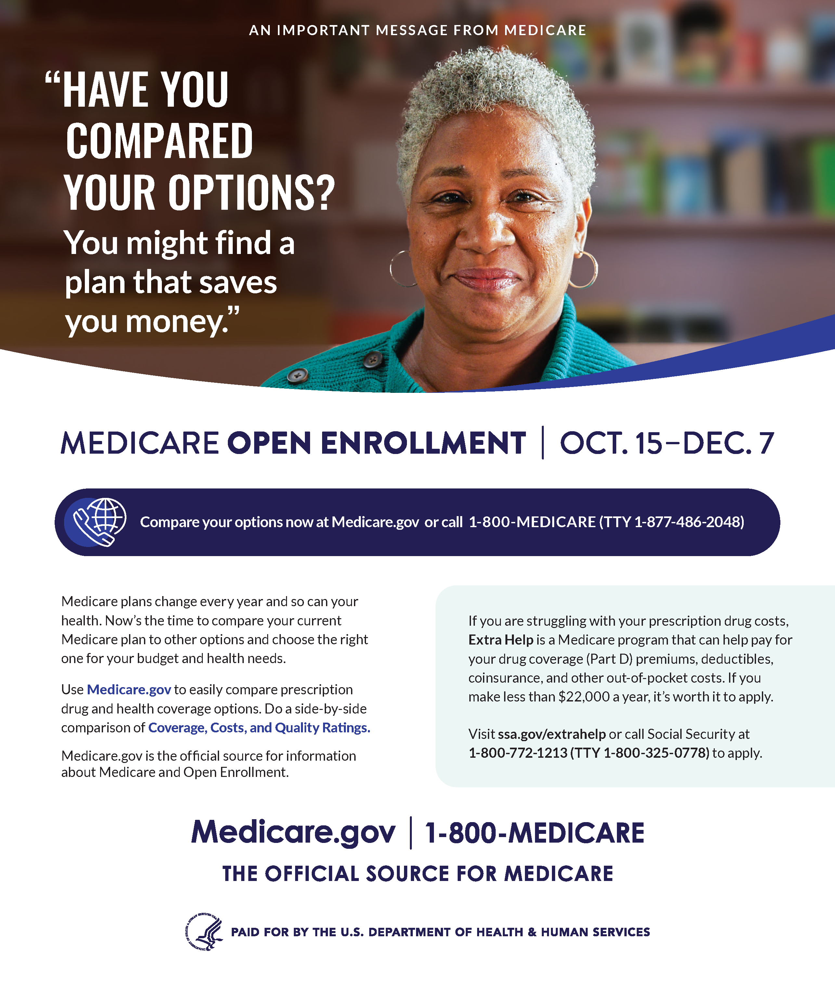 AN IMPORTANT MESSAGE FROM MEDICARE
“HAVE YOU
COMPARED
YOUR OPTIONS?
You might find a
plan that saves
you money.”
MEDICARE OPEN ENROLLMENT | OCT. 15–DEC. 7
Compare your options now at Medicare.gov or call 1-800-MEDICARE (TTY 1-877-486-2048)
Medicare plans change every year and so can your
health. Now’s the time to compare your current
Medicare plan to other options and choose the right
one for your budget and health needs.
Use Medicare.gov to easily compare prescription
drug and health coverage options. Do a side-by-side
comparison of Coverage, Costs, and Quality Ratings.
Medicare.gov is the official source for information
about Medicare and Open Enrollment.
If you are struggling with your prescription drug costs,
Extra Help is a Medicare program that can help pay for
your drug coverage (Part D) premiums, deductibles,
coinsurance, and other out-of-pocket costs. If you
make less than $22,000 a year, it’s worth it to apply.
Visit ssa.gov/extrahelp or call Social Security at
1-800-772-1213 (TTY 1-800-325-0778) to apply.
Medicare.gov | 1-800-MEDICARE
THE OFFICIAL SOURCE FOR MEDICARE
DEPARTMENT OF HEALTH & HUMAN SERVICES·USA
PAID FOR BY THE U.S. DEPARTMENT OF HEALTH & HUMAN SERVICES